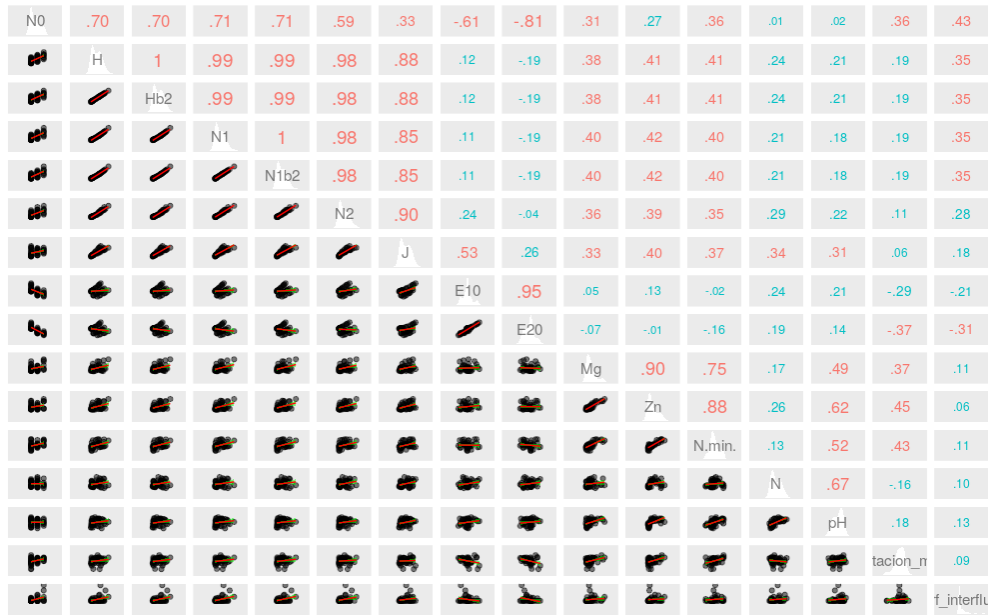 N0 .70 .71 .71 .59 .33 -.61 -.81 .31 .27 .36 .01 .02 .36 .43
H 1 .99 .99 .98 .88 .12 -.19 .38 .41 .41 .24 .21 .19 .35
Hb2 .99 .99 .98 .88 .12 -.19 .38 .41 .41 .24 .21 .19 .35
N1 1 .98 .85 .11 -.19 .40 .42 .40 .21 .18 .19 .35
N1b2 .98 .85 .11 -.19 .40 .42 .40 .21 .18 .19 .35
N2 .90 .24 -.04 .36 .39 .35 .29 .22 .11 .28
J .53 .26 .33 .40 .37 .34 .31 .06 .18
E10 .95 .05 .13 -.02 .24 .21 -.29 -.21
E20 -.07 -.01 -.16 .19 .14 -.37 -.31
Mg .90 .75 .17 .49 .37 .11
Zn .88 .26 .62 .45 .06
N.min. .13 .52 .43 .11
N .67 -.16 .10
pH .18 .13
tacion_m .09
f_interflu